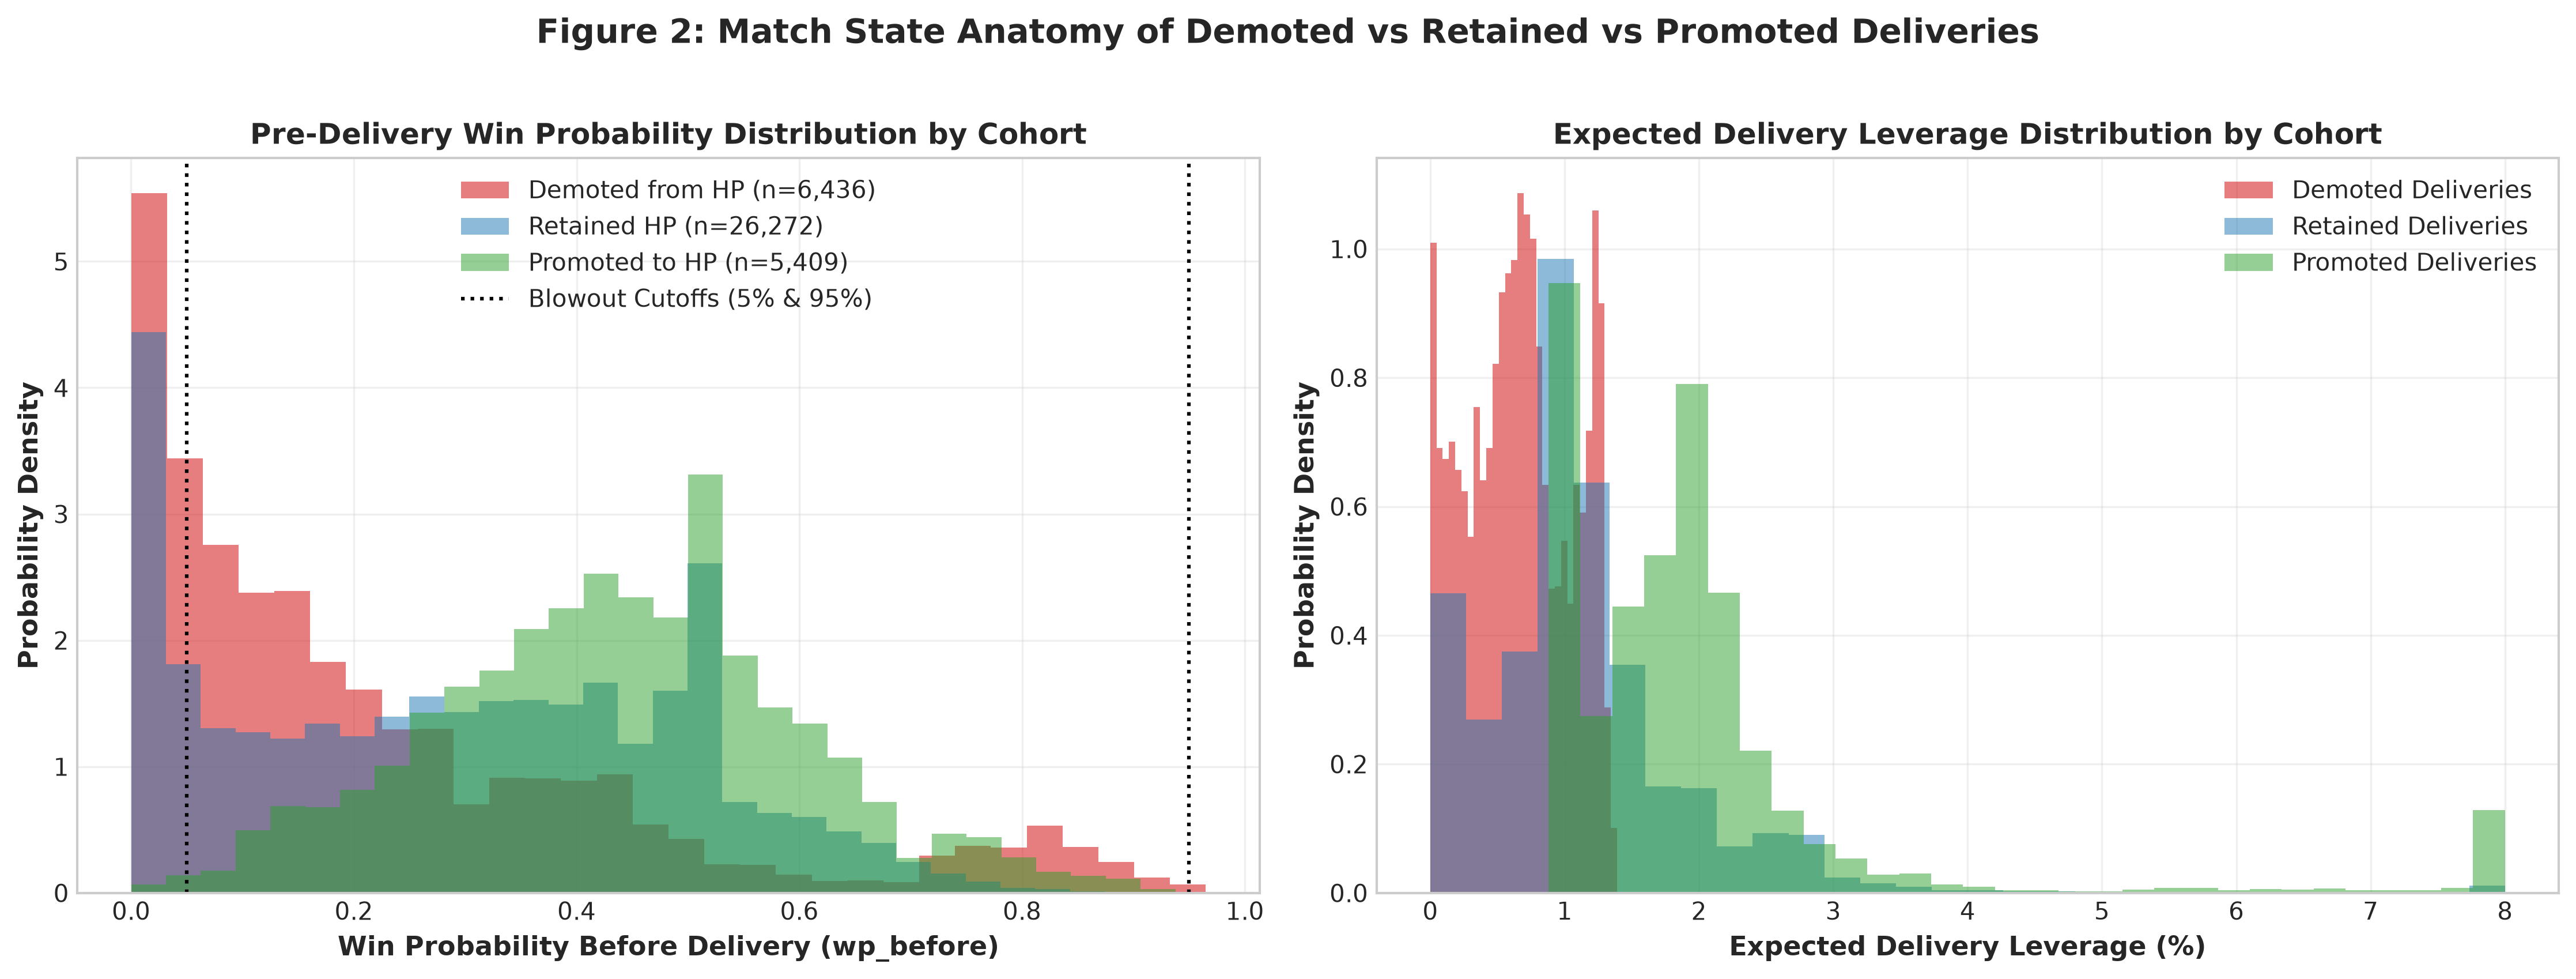 Figure 2: Match State Anatomy of Demoted vs Retained vs Promoted Deliveries
Pre-Delivery Win Probability Distribution by Cohort
Demoted from HP (n=6,436)
Retained HP (n=26,272)
Promoted to HP (n=5,409)
Blowout Cutoffs (5% & 95%)
Probability Density
5
4
3
2
1
0
0.0
0.2
0.4
0.6
0.8
1.0
Win Probability Before Delivery (wp_before)
Expected Delivery Leverage Distribution by Cohort
Demoted Deliveries
Retained Deliveries
Promoted Deliveries
Probability Density
1.0
0.8
0.6
0.4
0.2
0.0
0
1
2
3
4
5
6
7
8
Expected Delivery Leverage (%)